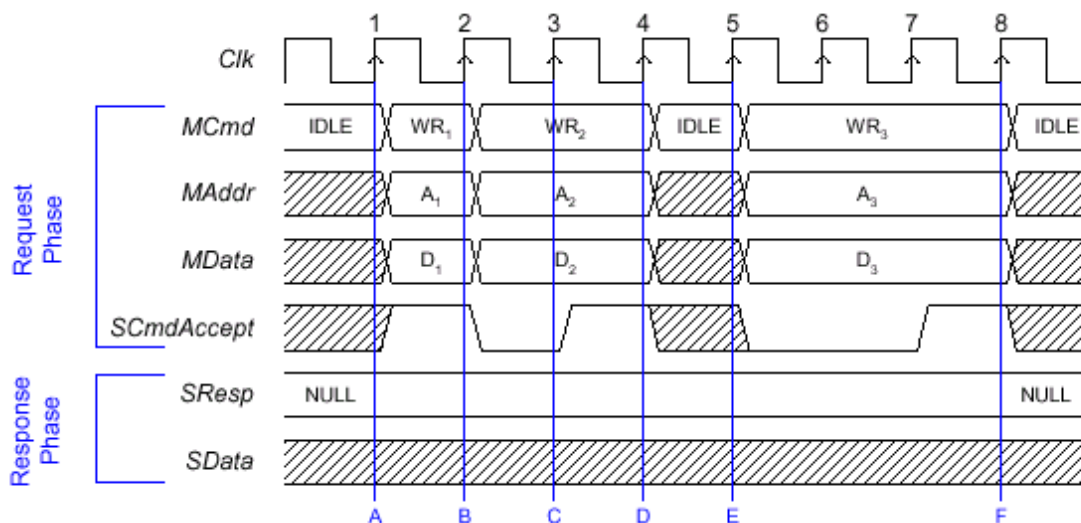 1 2 3 4 5 6 7 8
Clk
Request
Phase
MCmd IDLE WR₁ WR₂ IDLE WR₃ IDLE
MAddr A₁ A₂ A₃
MData D₁ D₂ D₃
SCmdAccept
Response
Phase
SResp NULL NULL
SData
A B C D E F